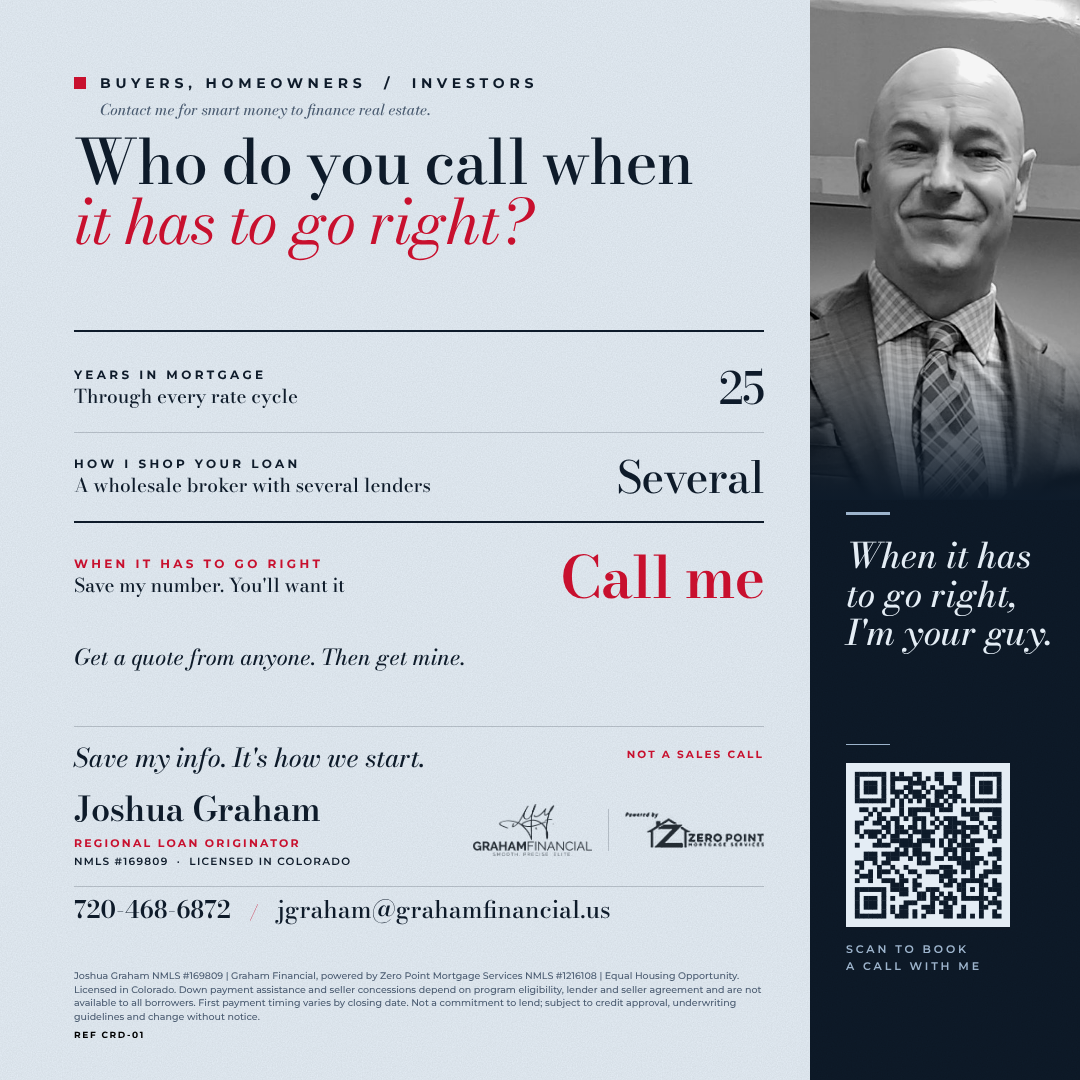 BUYERS, HOMEOWNERS / INVESTORS
Contact me for smart money to finance real estate.
Who do you call when
it has to go right?
YEARS IN MORTGAGE
Through every rate cycle
25
HOW I SHOP YOUR LOAN
A wholesale broker with several lenders
Several
WHEN IT HAS TO GO RIGHT
Save my number. You'll want it
Call me
Get a quote from anyone. Then get mine.
Save my info. It's how we start.
NOT A SALES CALL
Joshua Graham
REGIONAL LOAN ORIGINATOR
NMLS #169809 · LICENSED IN COLORADO
GRAHAMFINANCIAL
SMOOTH. PRECISE. ELITE.
Powered by
ZERO POINT
MORTGAGE SERVICES
720-468-6872 / jgraham@grahamfinancial.us
Joshua Graham NMLS #169809 | Graham Financial, powered by Zero Point Mortgage Services NMLS #1216108 | Equal Housing Opportunity.
Licensed in Colorado. Down payment assistance and seller concessions depend on program eligibility, lender and seller agreement and are not
available to all borrowers. First payment timing varies by closing date. Not a commitment to lend; subject to credit approval, underwriting
guidelines and change without notice.
REF CRD-01
When it has
to go right,
I'm your guy.
SCAN TO BOOK
A CALL WITH ME